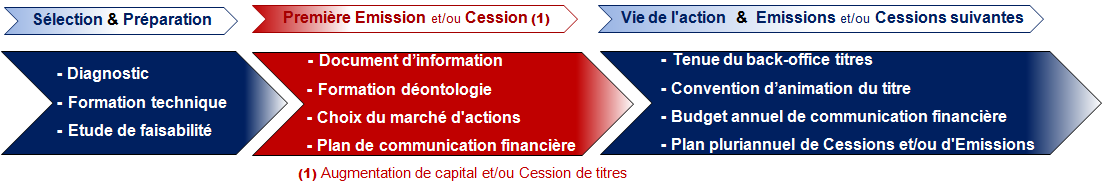 Sélection & Préparation
- Diagnostic
- Formation technique
- Etude de faisabilité
Première Emission et/ou Cession (1)
- Document d’information
- Formation déontologie
- Choix du marché d'actions
- Plan de communication financière
(1) Augmentation de capital et/ou Cession de titres
Vie de l'action & Emissions et/ou Cessions suivantes
- Tenue du back-office titres
- Convention d’animation du titre
- Budget annuel de communication financière
- Plan pluriannuel de Cessions et/ou d'Emissions